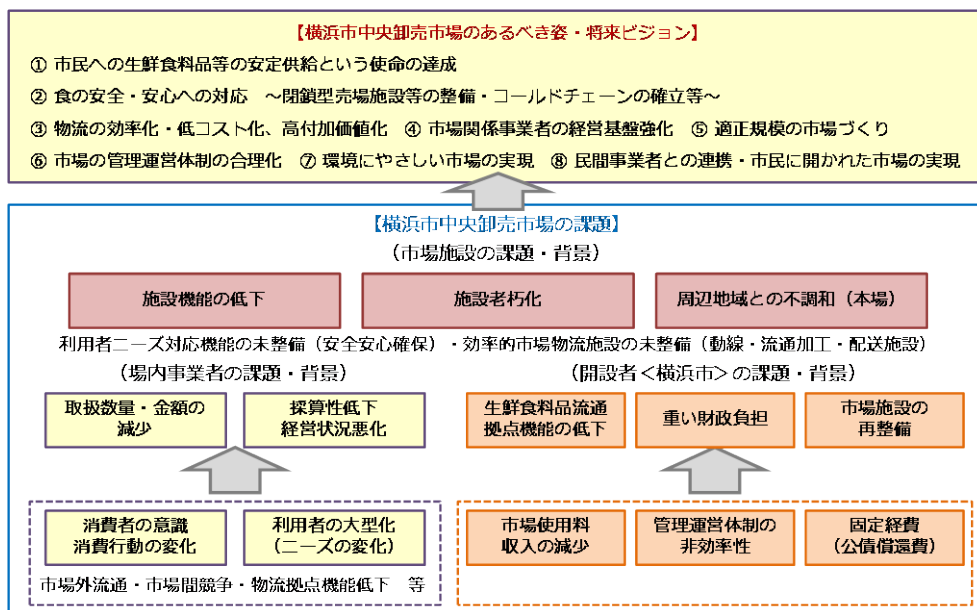 【横浜市中央卸売市場のあるべき姿・将来ビジョン】
① 市民への生鮮食料品等の安定供給という使命の達成
② 食の安全・安心への対応　～閉鎖型売場施設等の整備・コールドチェーンの確立等～
③ 物流の効率化・低コスト化、高付加価値化　④ 市場関係事業者の経営基盤強化　⑤ 適正規模の市場づくり
⑥ 市場の管理運営体制の合理化　⑦ 環境にやさしい市場の実現　⑧ 民間事業者との連携・市民に開かれた市場の実現
【横浜市中央卸売市場の課題】
（市場施設の課題・背景）
施設機能の低下
施設老朽化
周辺地域との不調和（本場）
利用者ニーズ対応機能の未整備（安全安心確保）・効率的市場物流施設の未整備（動線・流通加工・配送施設）
（場内事業者の課題・背景）
取扱数量・金額の
減少
採算性低下
経営状況悪化
消費者の意識
消費行動の変化
利用者の大型化
（ニーズの変化）
市場外流通・市場間競争・物流拠点機能低下　等
（開設者＜横浜市＞の課題・背景）
生鮮食料品流通
拠点機能の低下
重い財政負担
市場施設の
再整備
市場使用料
収入の減少
管理運営体制の
非効率性
固定経費
（公債償還費）